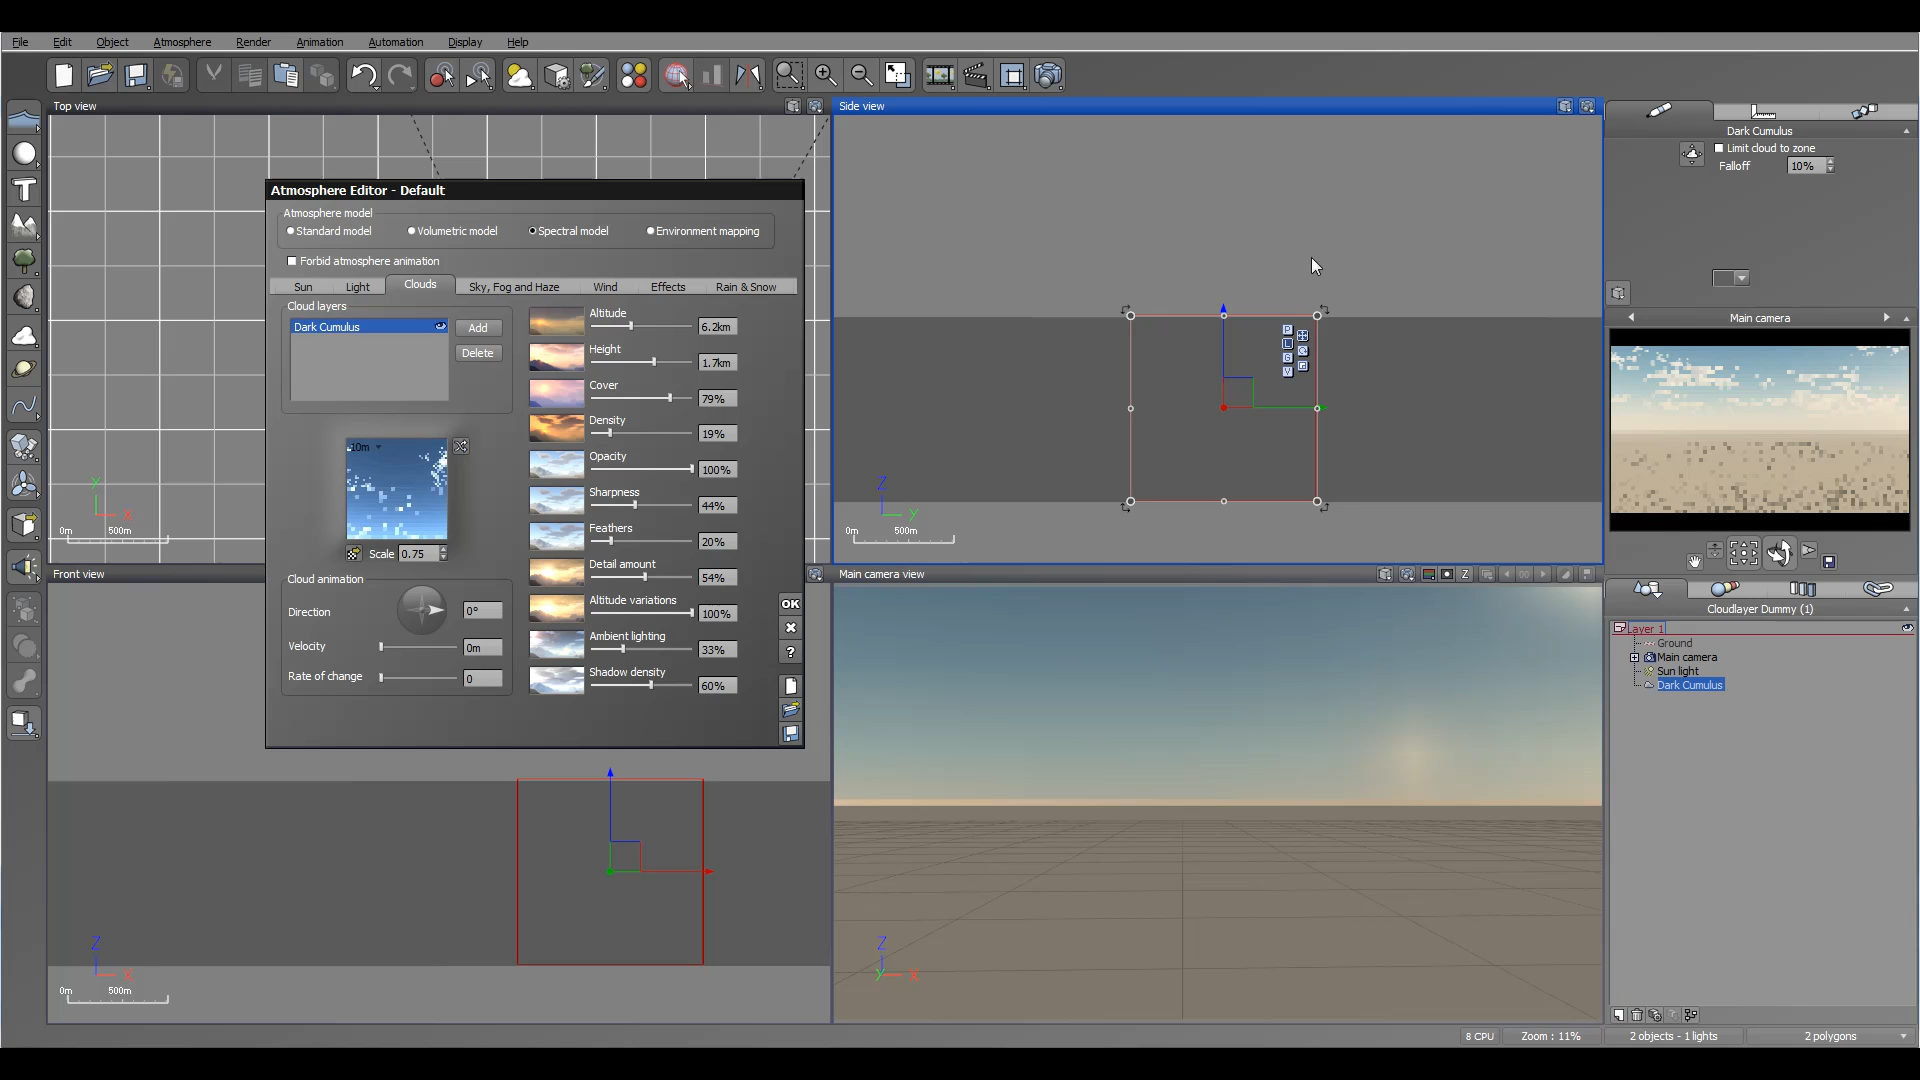 File Edit Object Atmosphere Render Animation Automation Display Help
Top view
Side view
Y
X
0m 500m
Z
Y
0m 500m
P
L
G
V
Atmosphere Editor - Default
Atmosphere model
Standard model Volumetric model Spectral model Environment mapping
Forbid atmosphere animation
Sun Light Clouds Sky, Fog and Haze Wind Effects Rain & Snow
Cloud layers
Dark Cumulus
Add
Delete
10m
Scale 0.75
Cloud animation
Direction 0°
Velocity 0m
Rate of change 0
Altitude 6.2km
Height 1.7km
Cover 79%
Density 19%
Opacity 100%
Sharpness 44%
Feathers 20%
Detail amount 54%
Altitude variations 100%
Ambient lighting 33%
Shadow density 60%
OK
?
Front view
Z
X
0m 500m
Main camera view
Z
Z
Y X
Dark Cumulus
Limit cloud to zone
Falloff 10%
Main camera
Cloudlayer Dummy (1)
Layer 1
Ground
Main camera
Sun light
Dark Cumulus
8 CPU Zoom : 11% 2 objects - 1 lights 2 polygons